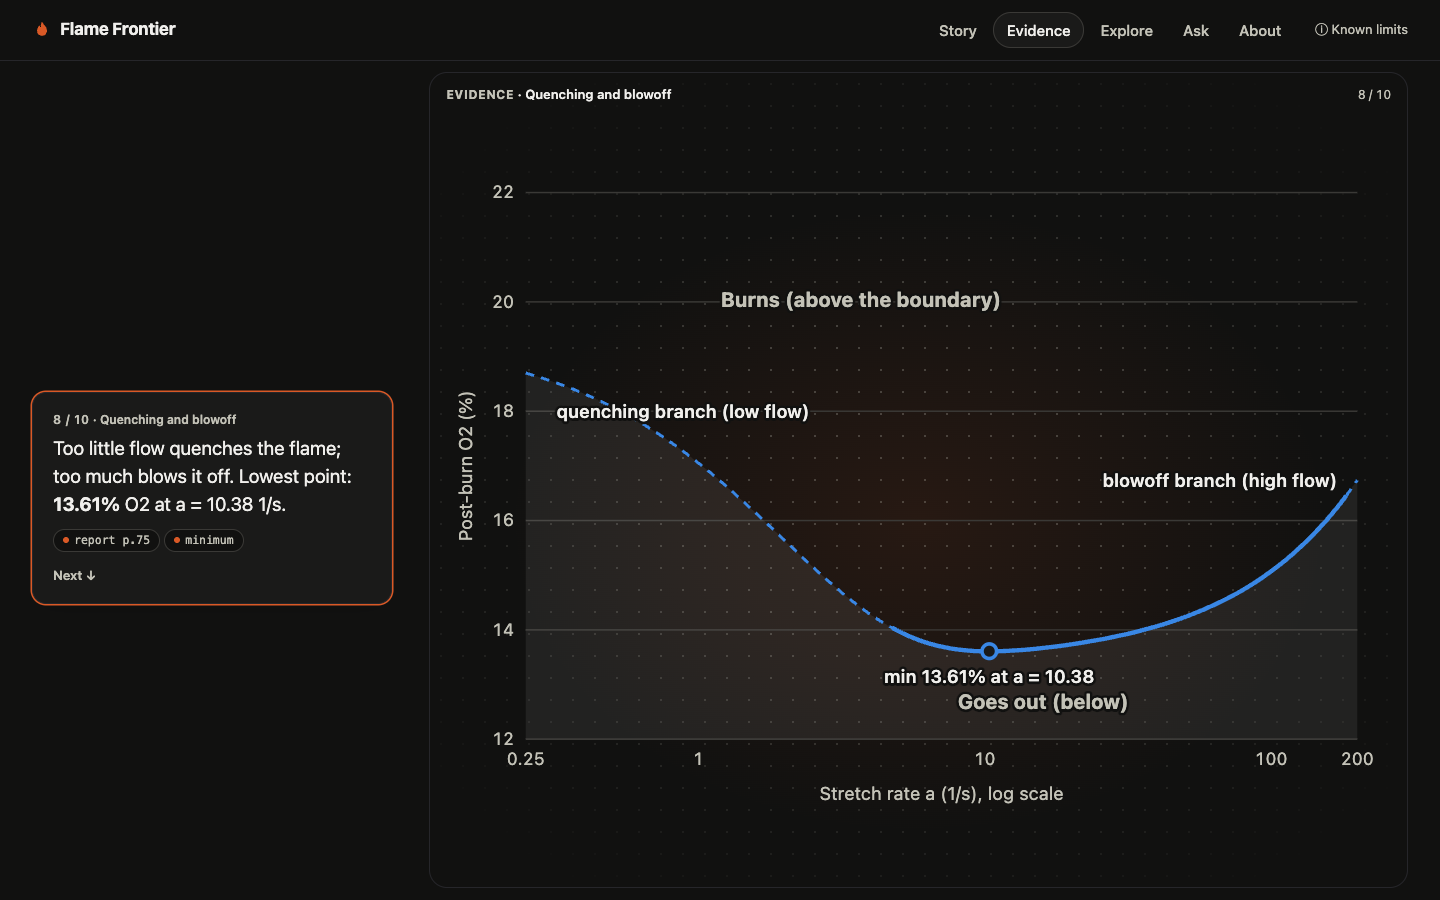 Flame Frontier
Story
Evidence
Explore
Ask
About
ⓘ Known limits
EVIDENCE · Quenching and blowoff
8 / 10
8 / 10 · Quenching and blowoff
Too little flow quenches the flame;
too much blows it off. Lowest point:
13.61% O2 at a = 10.38 1/s.
report p.75
minimum
Next ↓
22
20
18
16
14
12
Post-burn O2 (%)
Burns (above the boundary)
quenching branch (low flow)
blowoff branch (high flow)
min 13.61% at a = 10.38
Goes out (below)
0.25
1
10
100
200
Stretch rate a (1/s), log scale